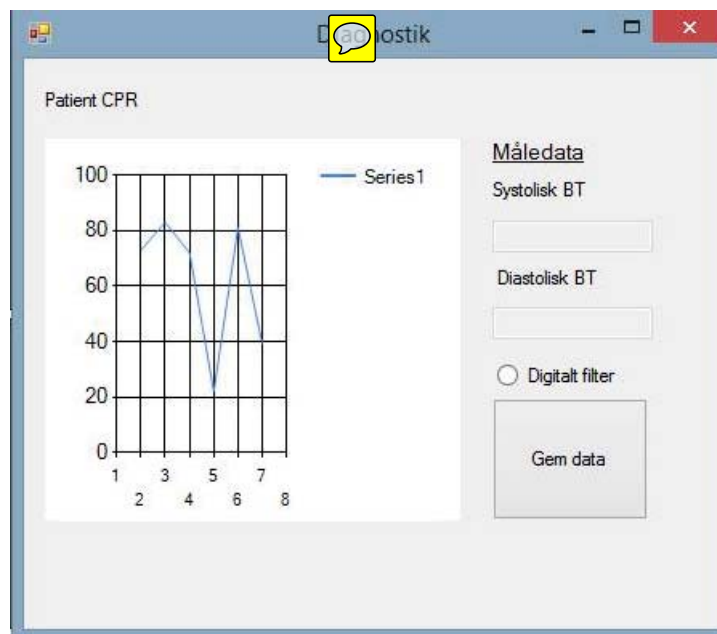 Diagnostik
Patient CPR
Måledata
Systolisk BT
Diastolisk BT
Digitalt filter
Gem data
Series1
100
80
60
40
20
0
1 3 5 7
2 4 6 8